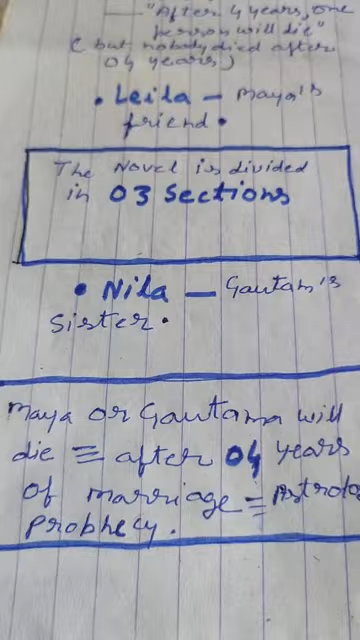 "After 4 years, one
person will die"
( but nobody died after
04 years)
• Leila — Maya's
friend •
The Novel is divided
in 03 Sections
• Nila — Gautam's
Sister •
Maya or Gautama will
die = after 04 years
of marriage =
Prophecy.